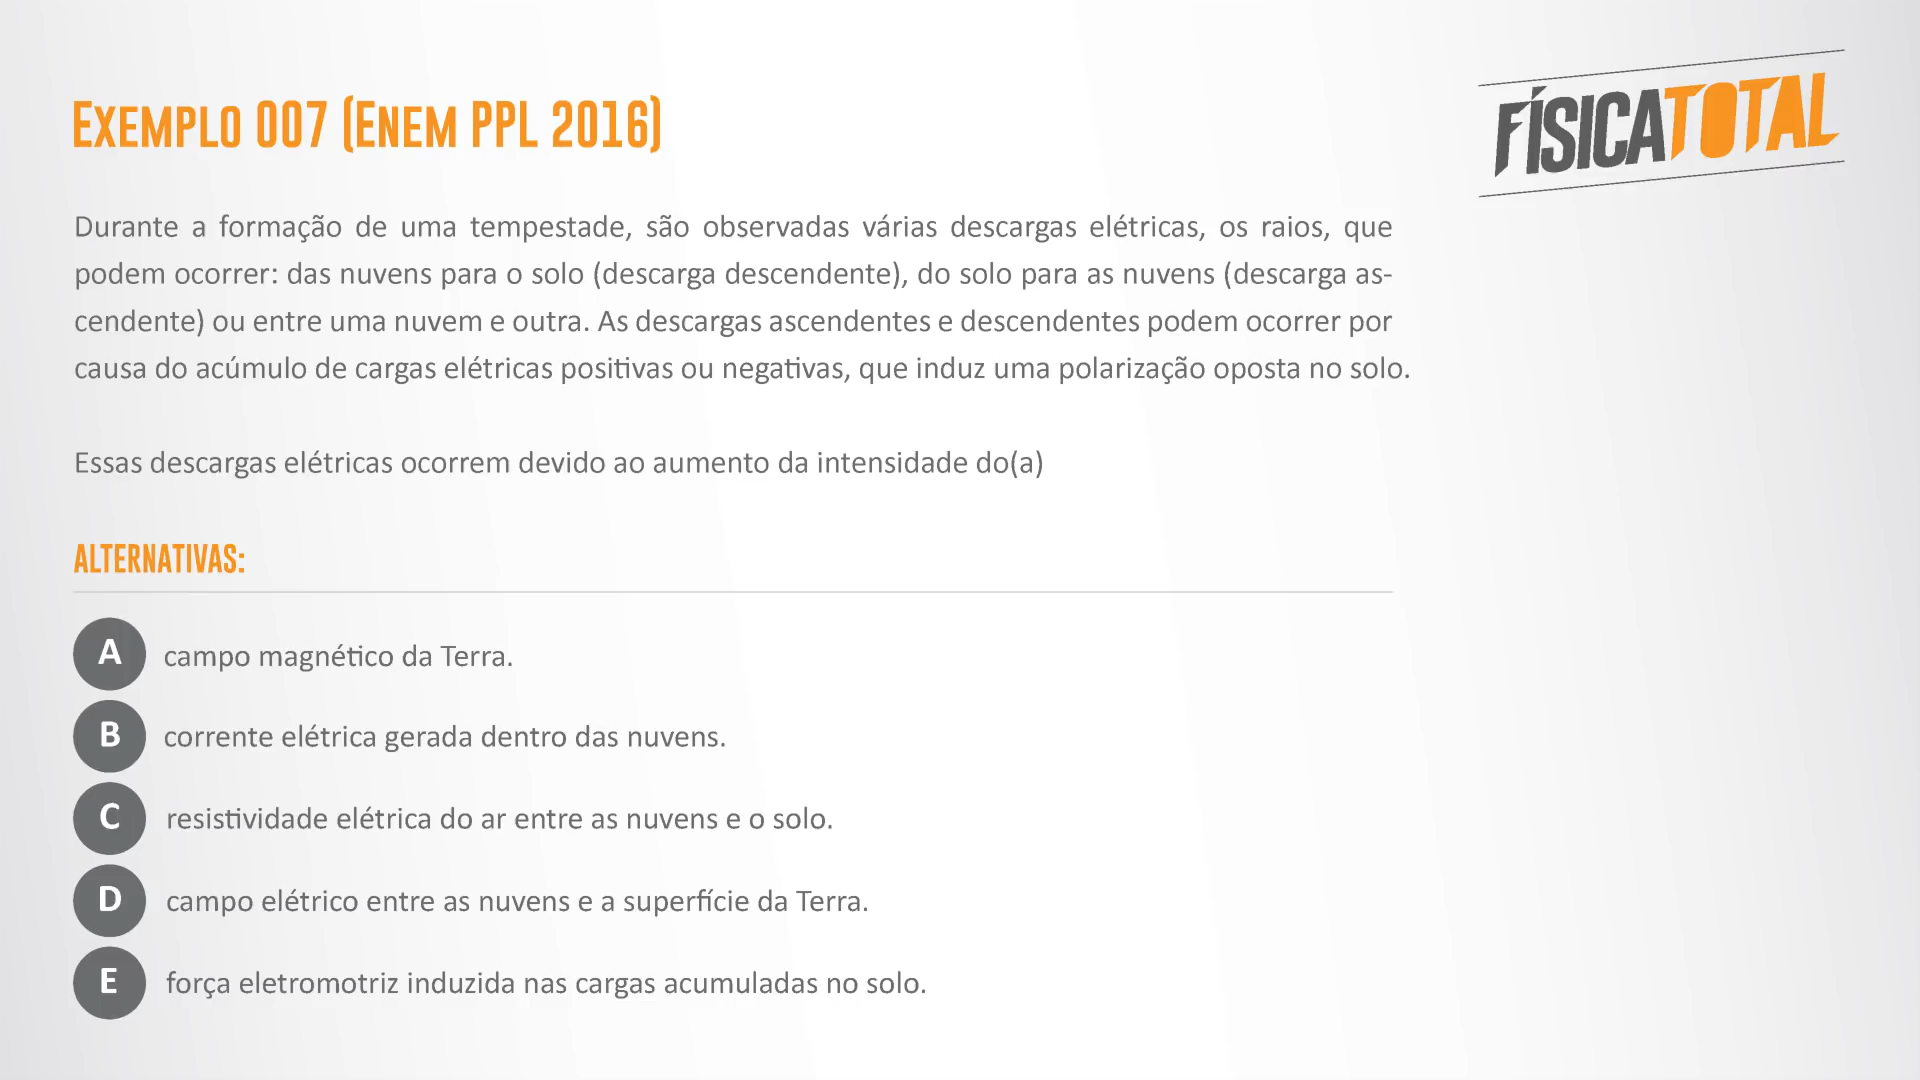 EXEMPLO 007 (ENEM PPL 2016)
FÍSICATOTAL
Durante a formação de uma tempestade, são observadas várias descargas elétricas, os raios, que
podem ocorrer: das nuvens para o solo (descarga descendente), do solo para as nuvens (descarga as-
cendente) ou entre uma nuvem e outra. As descargas ascendentes e descendentes podem ocorrer por
causa do acúmulo de cargas elétricas positivas ou negativas, que induz uma polarização oposta no solo.
Essas descargas elétricas ocorrem devido ao aumento da intensidade do(a)
ALTERNATIVAS:
A campo magnético da Terra.
B corrente elétrica gerada dentro das nuvens.
C resistividade elétrica do ar entre as nuvens e o solo.
D campo elétrico entre as nuvens e a superfície da Terra.
E força eletromotriz induzida nas cargas acumuladas no solo.